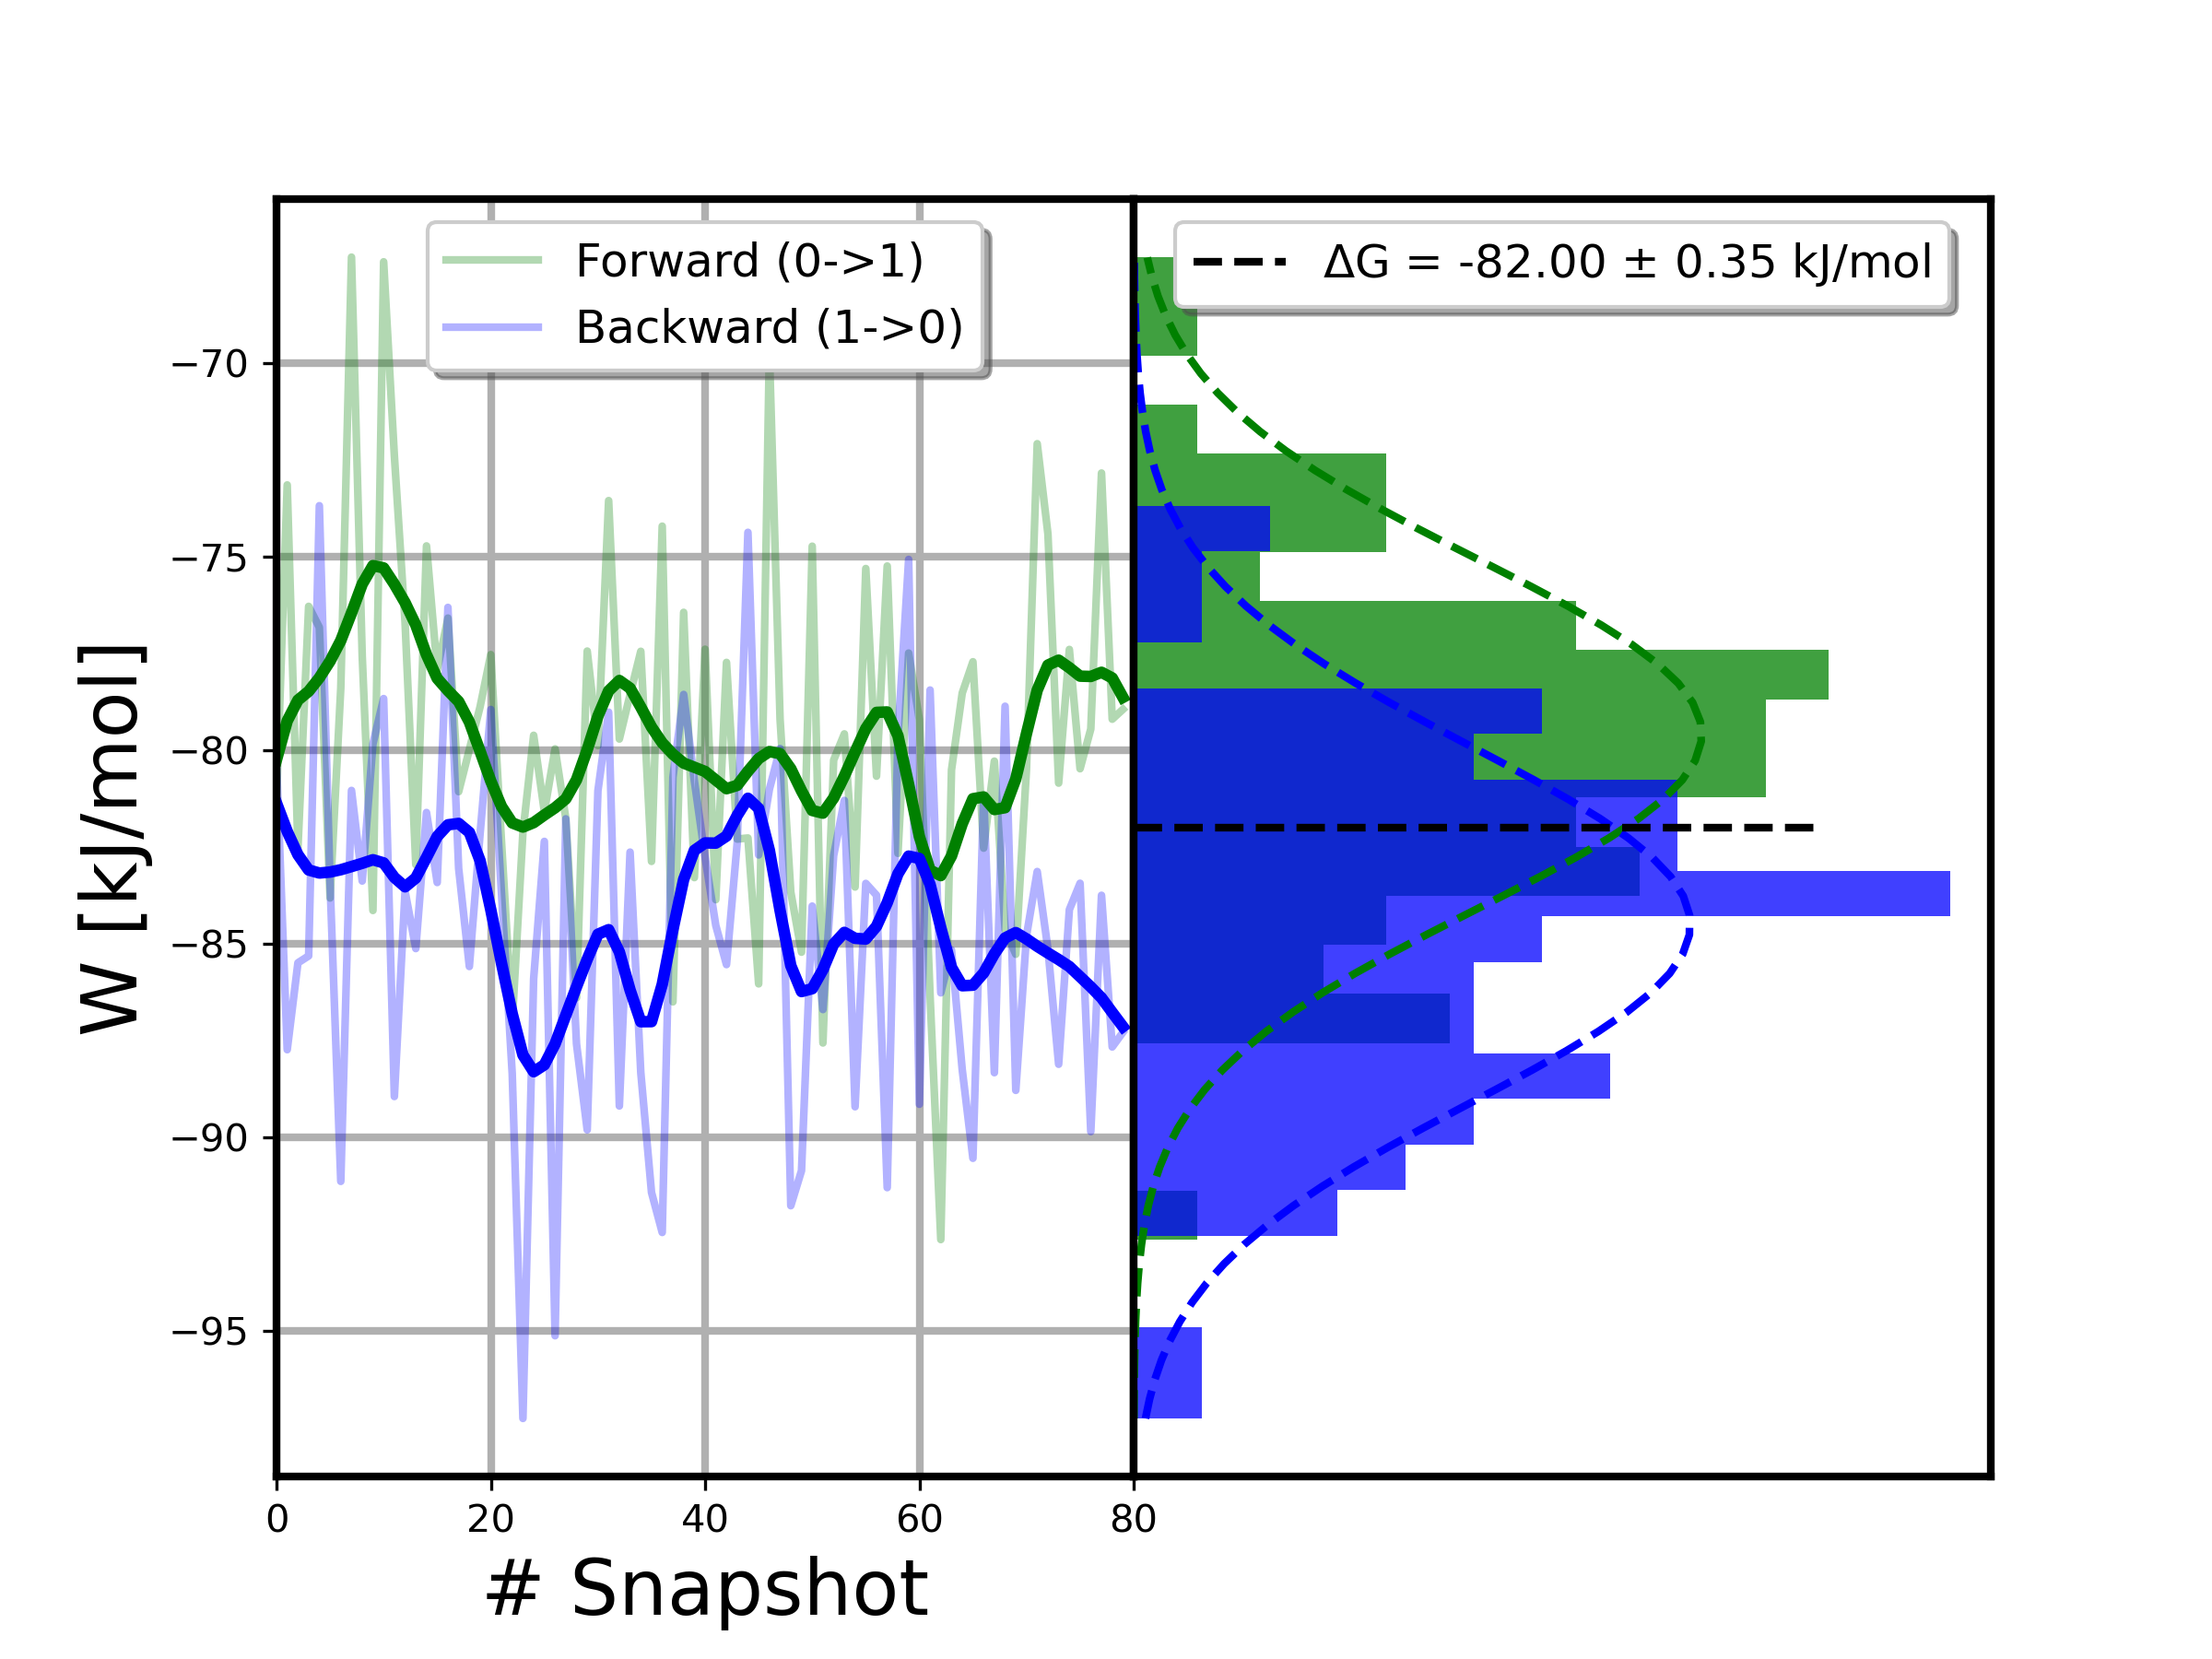 Forward (0->1)
Backward (1->0)
ΔG = -82.00 ± 0.35 kJ/mol
W [kJ/mol]
−70
−75
−80
−85
−90
−95
0 20 40 60 80
# Snapshot